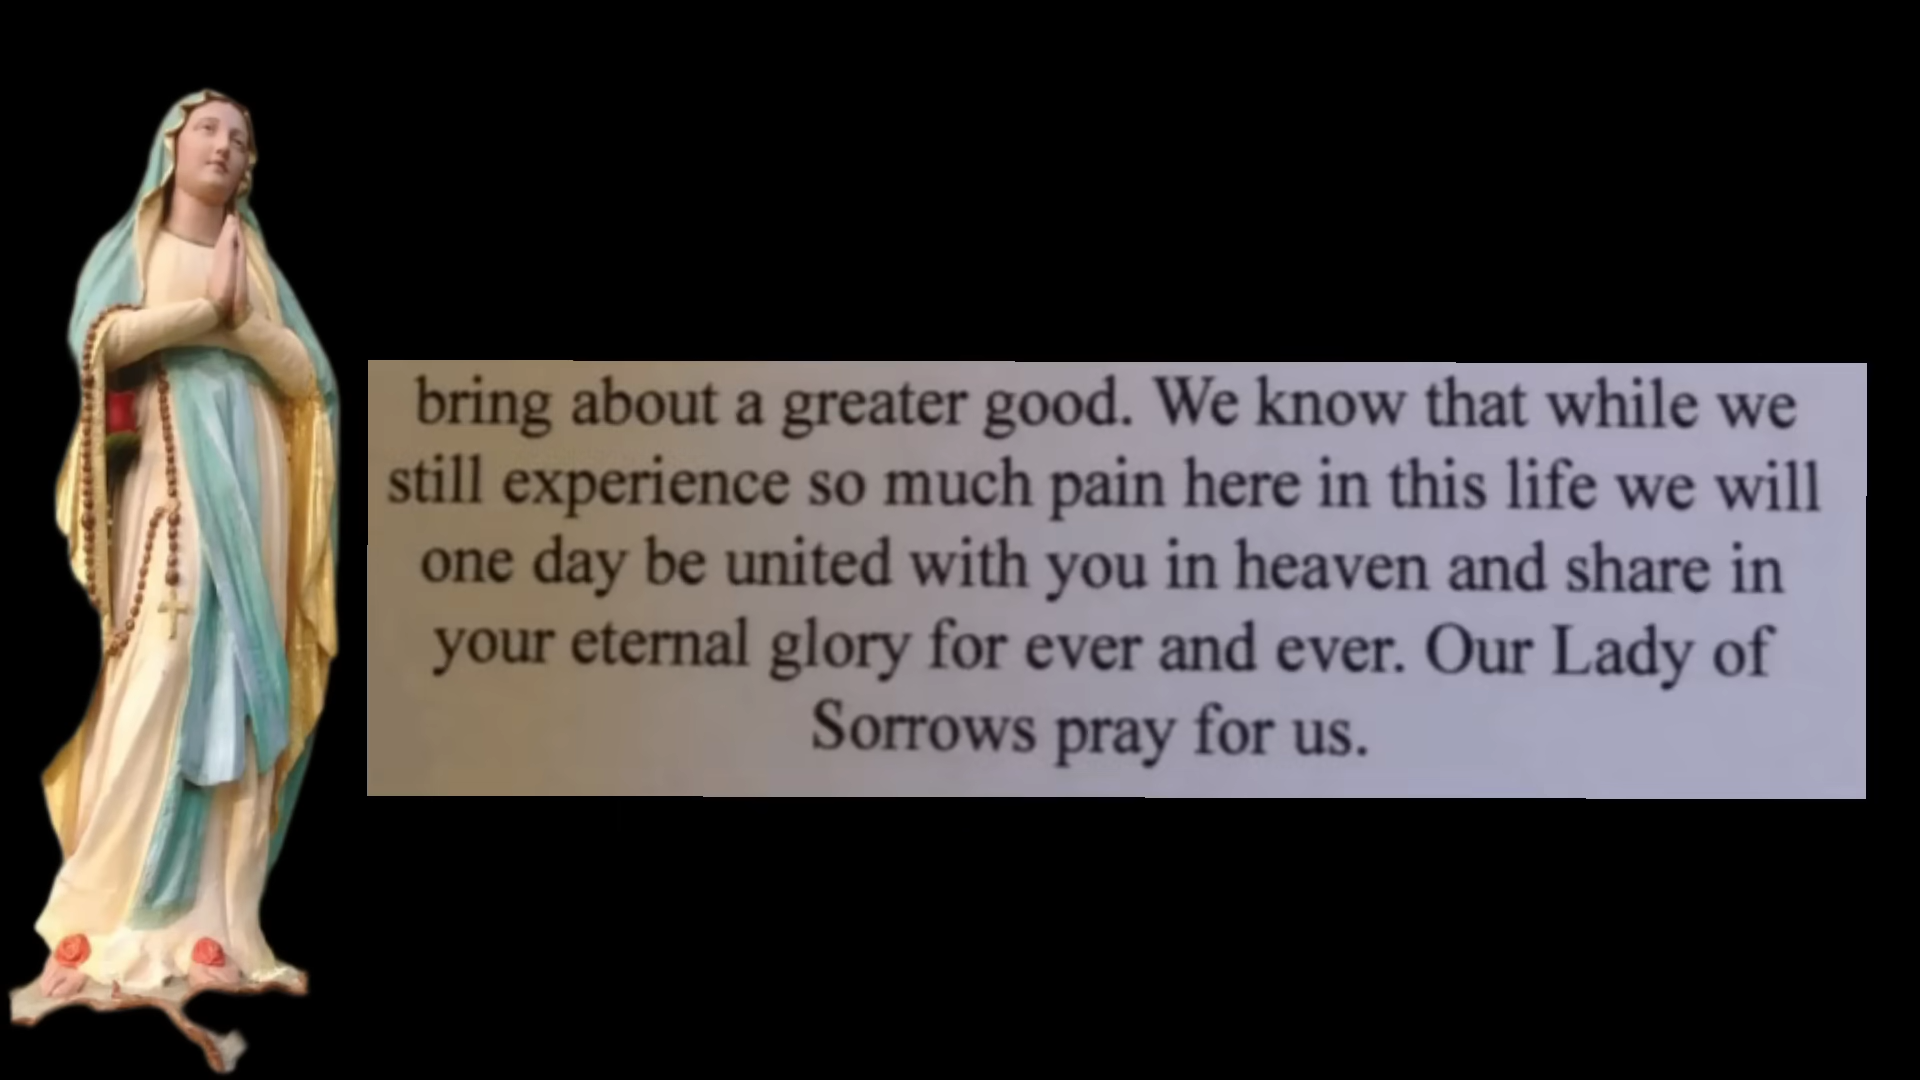 bring about a greater good. We know that while we
still experience so much pain here in this life we will
one day be united with you in heaven and share in
your eternal glory for ever and ever. Our Lady of
Sorrows pray for us.